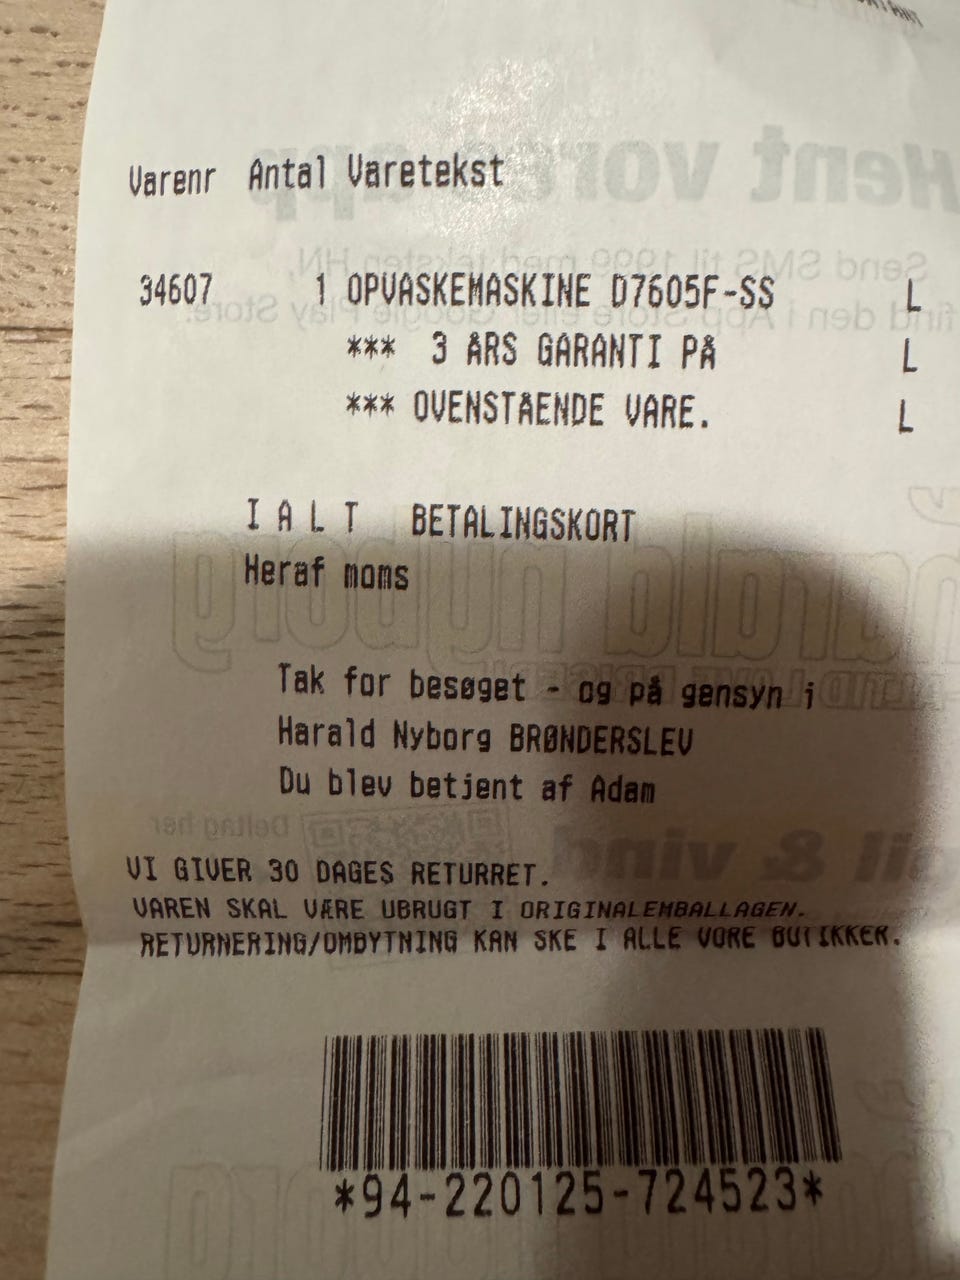 Varenr Antal Varetekst
34607 1 OPVASKEMASKINE D7605F-SS L
*** 3 ÅRS GARANTI PÅ L
*** OVENSTÅENDE VARE. L
I A L T BETALINGSKORT
Heraf moms
Tak for besøget - og på gensyn i
Harald Nyborg BRØNDERSLEV
Du blev betjent af Adam
VI GIVER 30 DAGES RETURRET.
VAREN SKAL VÆRE UBRUGT I ORIGINALEMBALLAGEN.
RETURNERING/OMBYTNING KAN SKE I ALLE VORE BUTIKKER.
*94-220125-724523*